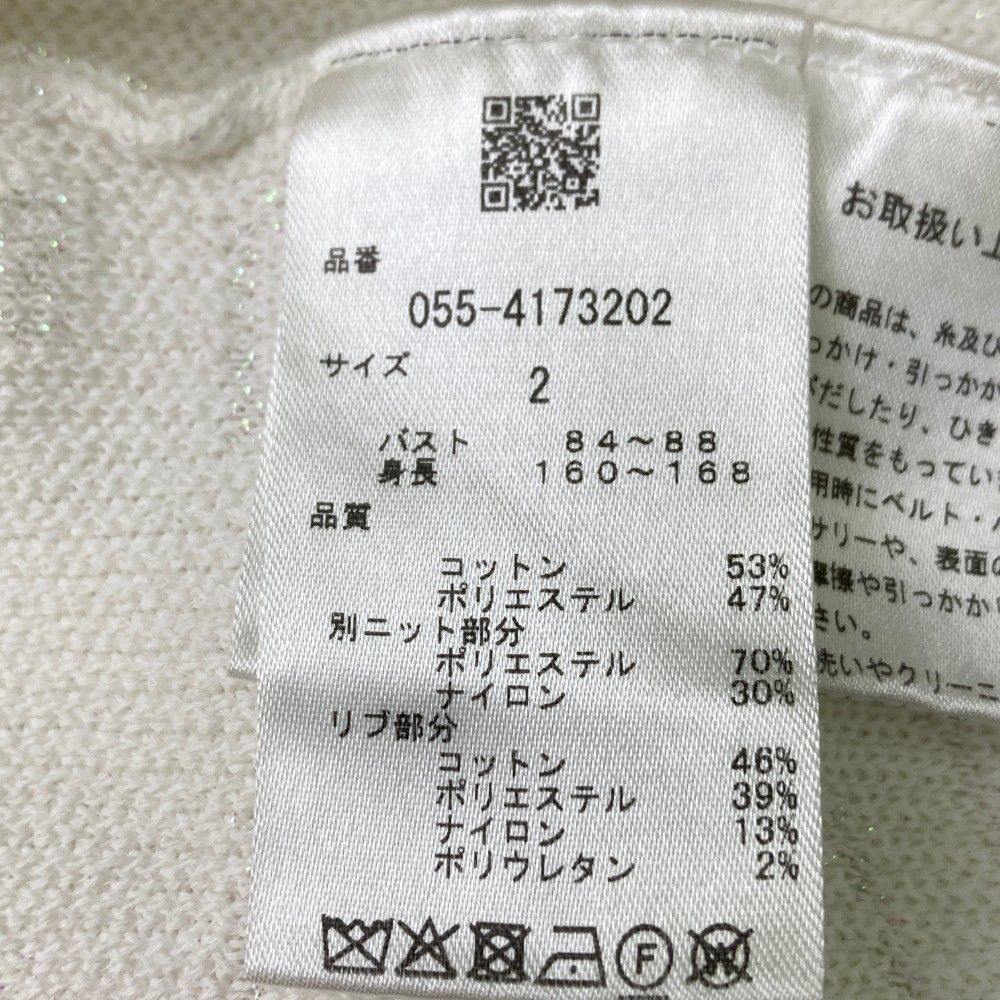 品番
055-4173202
サイズ 2
バスト 84～88
身長 160～168
品質
コットン 53%
ポリエステル 47%
別ニット部分
ポリエステル 70%
ナイロン 30%
リブ部分
コットン 46%
ポリエステル 39%
ナイロン 13%
ポリウレタン 2%
F
W
お取扱い上
の商品は、糸及び
っかけ・引っかか
だしたり、ひき
性質をもってい
用時にベルト・
サリーや、表面の
摩擦や引っかかり
さい。
洗いやクリーニ